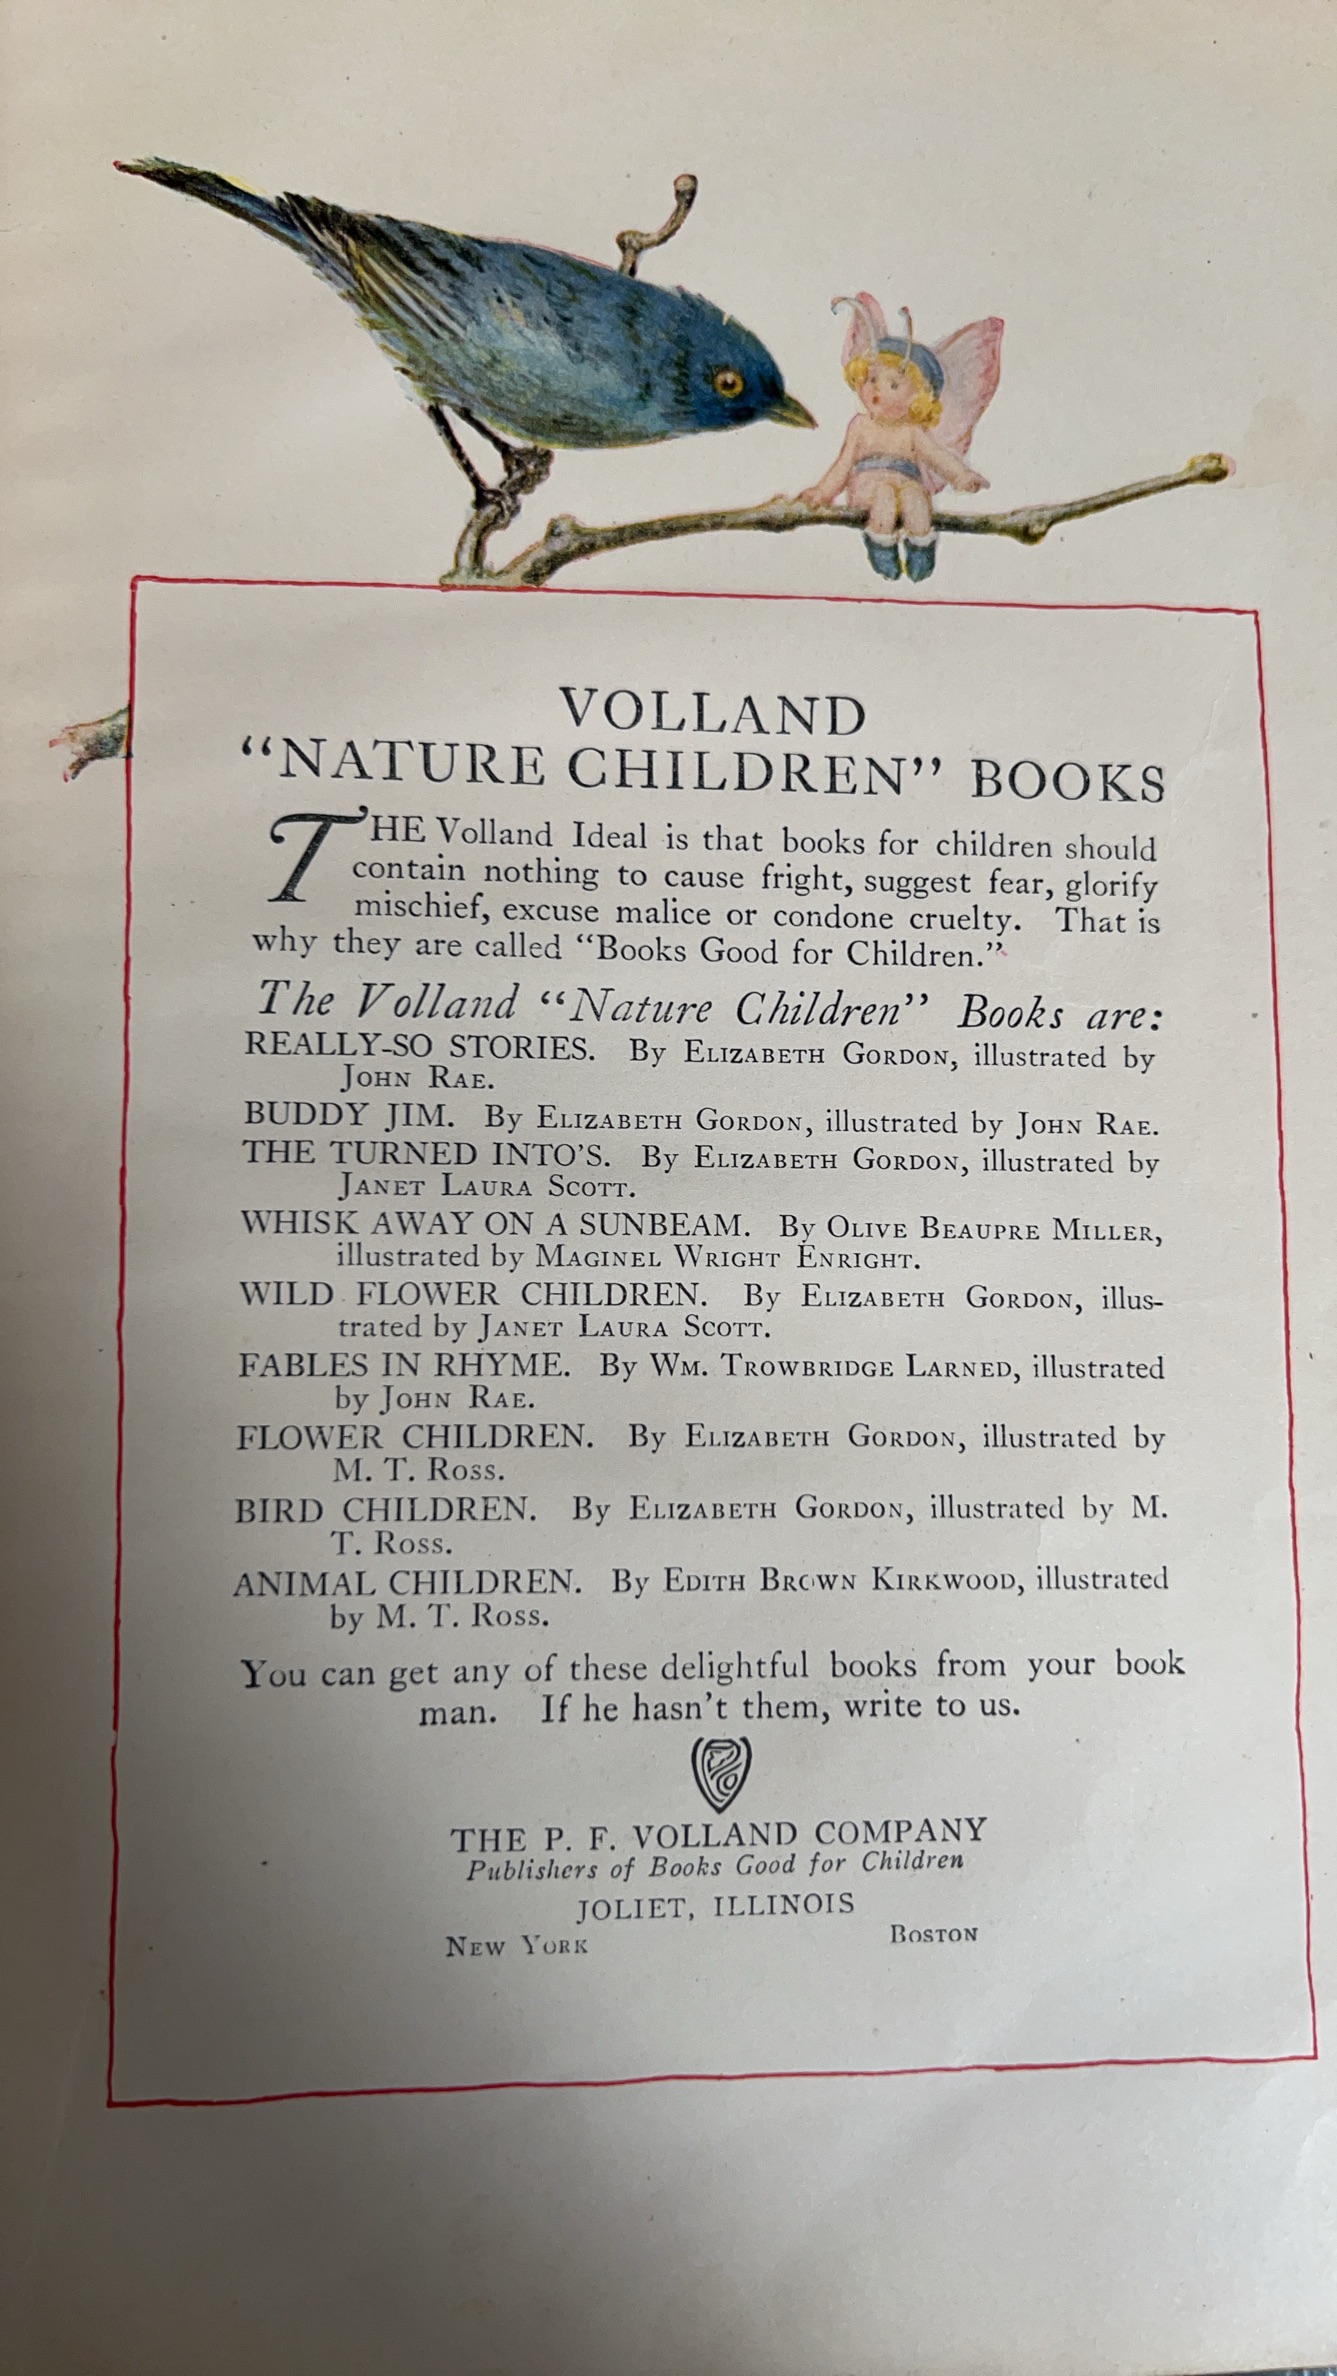 VOLLAND
“NATURE CHILDREN” BOOKS
THE Volland Ideal is that books for children should
contain nothing to cause fright, suggest fear, glorify
mischief, excuse malice or condone cruelty. That is
why they are called “Books Good for Children.”
The Volland “Nature Children” Books are:
REALLY-SO STORIES. By ELIZABETH GORDON, illustrated by
JOHN RAE.
BUDDY JIM. By ELIZABETH GORDON, illustrated by JOHN RAE.
THE TURNED INTO’S. By ELIZABETH GORDON, illustrated by
JANET LAURA SCOTT.
WHISK AWAY ON A SUNBEAM. By OLIVE BEAUPRE MILLER,
illustrated by MAGINEL WRIGHT ENRIGHT.
WILD FLOWER CHILDREN. By ELIZABETH GORDON, illus-
trated by JANET LAURA SCOTT.
FABLES IN RHYME. By WM. TROWBRIDGE LARNED, illustrated
by JOHN RAE.
FLOWER CHILDREN. By ELIZABETH GORDON, illustrated by
M. T. Ross.
BIRD CHILDREN. By ELIZABETH GORDON, illustrated by M.
T. Ross.
ANIMAL CHILDREN. By EDITH BROWN KIRKWOOD, illustrated
by M. T. Ross.
You can get any of these delightful books from your book
man. If he hasn’t them, write to us.
THE P. F. VOLLAND COMPANY
Publishers of Books Good for Children
JOLIET, ILLINOIS
NEW YORK BOSTON